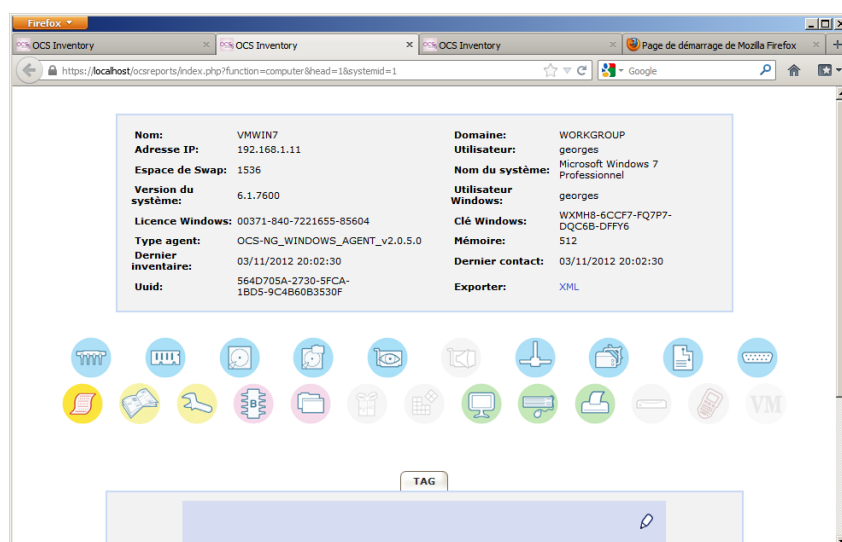 Firefox
OCS Inventory
OCS Inventory
OCS Inventory
Page de démarrage de Mozilla Firefox
https://localhost/ocsreports/index.php?function=computer&head=1&systemid=1
Google
Nom: VMWIN7 Domaine: WORKGROUP
Adresse IP: 192.168.1.11 Utilisateur: georges
Espace de Swap: 1536 Nom du système: Microsoft Windows 7 Professionnel
Version du système: 6.1.7600 Utilisateur Windows: georges
Licence Windows: 00371-840-7221655-85604 Clé Windows: WXMH8-6CCF7-FQ7P7-DQC6B-DFFY6
Type agent: OCS-NG_WINDOWS_AGENT_v2.0.5.0 Mémoire: 512
Dernier inventaire: 03/11/2012 20:02:30 Dernier contact: 03/11/2012 20:02:30
Uuid: 564D705A-2730-5FCA-1BD5-9C4B60B3530F Exporter: XML
B
VM
TAG